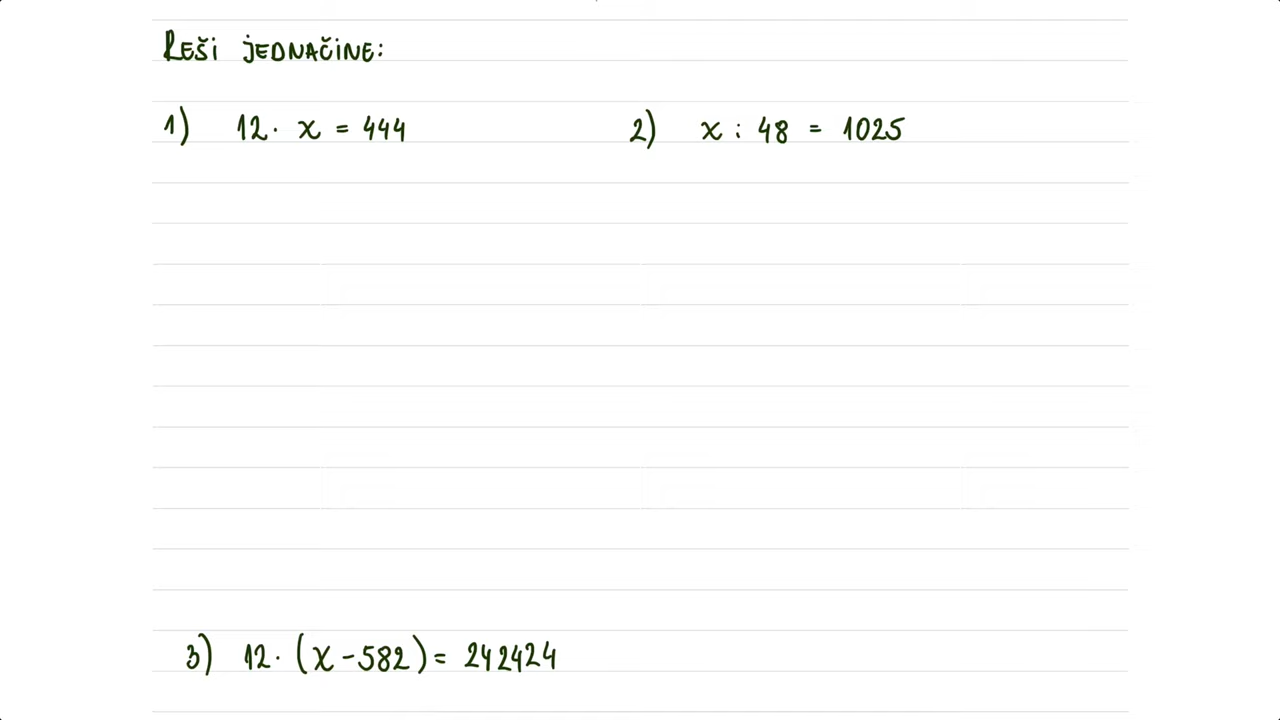 REŠI JEDNAČINE:
1) 12 · x = 444
2) x : 48 = 1025
3) 12 · (x - 582) = 242424